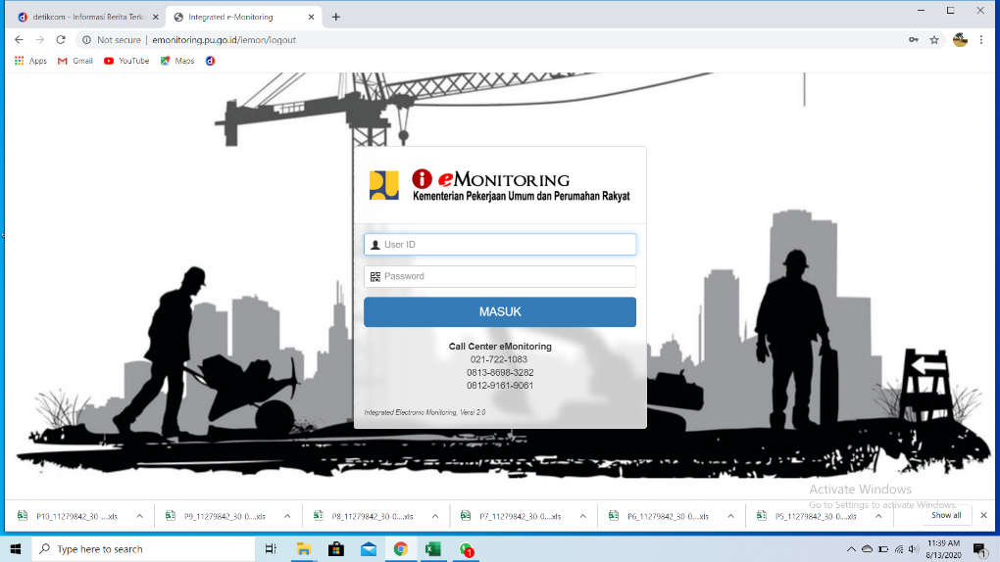 detikcom - Informasi Berita Terki
Integrated e-Monitoring
Not secure | emonitoring.pu.go.id/iemon/logout
Apps Gmail YouTube Maps
i eMONITORING
Kementerian Pekerjaan Umum dan Perumahan Rakyat
User ID
Password
MASUK
Call Center eMonitoring
021-722-1083
0813-8698-3282
0812-9161-9061
Integrated Electronic Monitoring, Versi 2.0
Activate Windows
Go to Settings to activate Windows.
P10_11279842_30-....xls
P9_11279842_30-0....xls
P8_11279842_30-0....xls
P7_11279842_30-0....xls
P6_11279842_30-0....xls
P5_11279842_30-0....xls
Show all
Type here to search
1
11:39 AM
8/13/2020
1